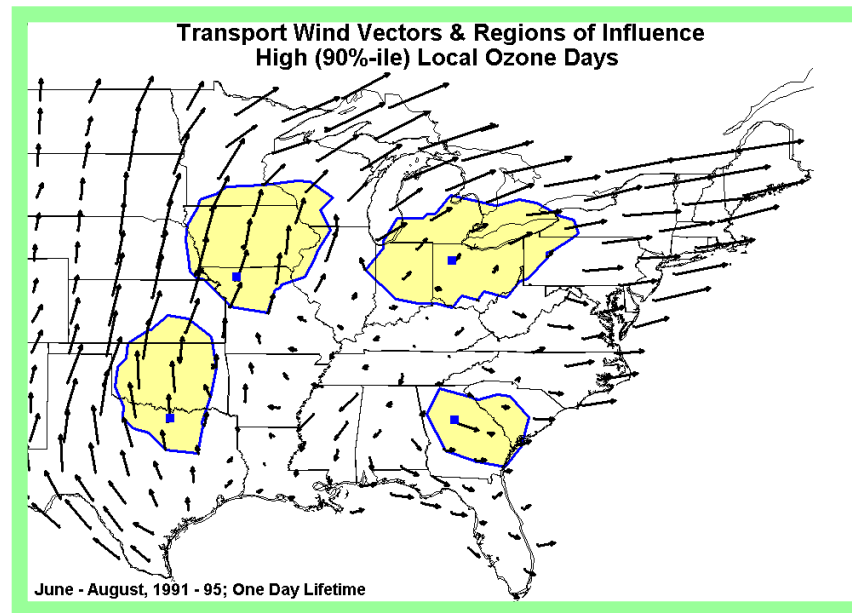 Transport Wind Vectors & Regions of Influence
High (90%-ile) Local Ozone Days
June - August, 1991 - 95; One Day Lifetime